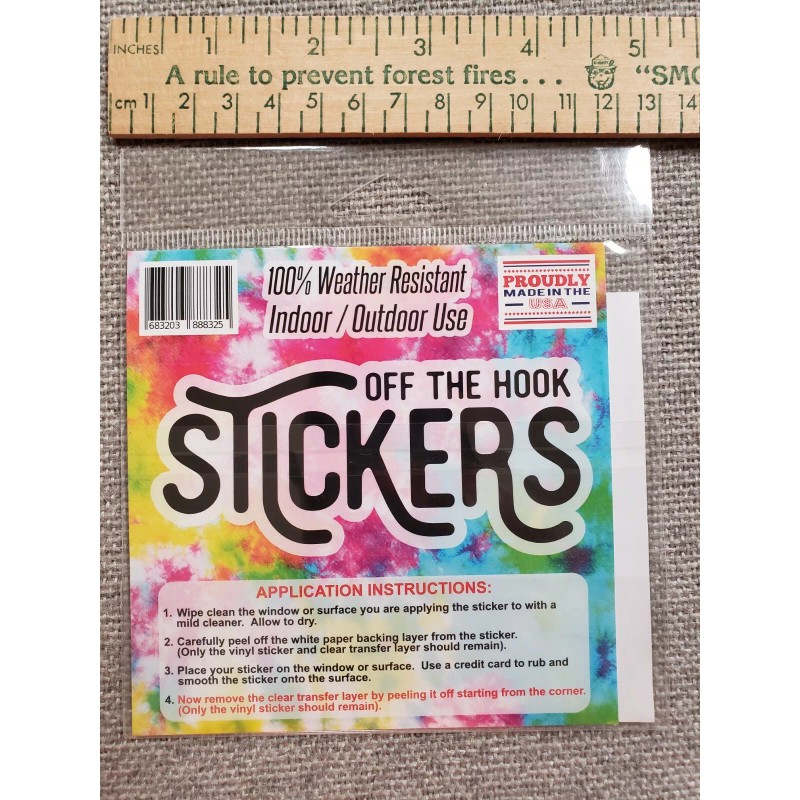 INCHES 1 2 3 4 5
A rule to prevent forest fires... "SMO
cm 1 2 3 4 5 6 7 8 9 10 11 12 13 14
100% Weather Resistant
Indoor / Outdoor Use
683203 888325
PROUDLY
MADE IN THE
USA
OFF THE HOOK
STICKERS
APPLICATION INSTRUCTIONS:
1. Wipe clean the window or surface you are applying the sticker to with a
mild cleaner. Allow to dry.
2. Carefully peel off the white paper backing layer from the sticker.
(Only the vinyl sticker and clear transfer layer should remain).
3. Place your sticker on the window or surface. Use a credit card to rub and
smooth the sticker onto the surface.
4. Now remove the clear transfer layer by peeling it off starting from the corner.
(Only the vinyl sticker should remain).